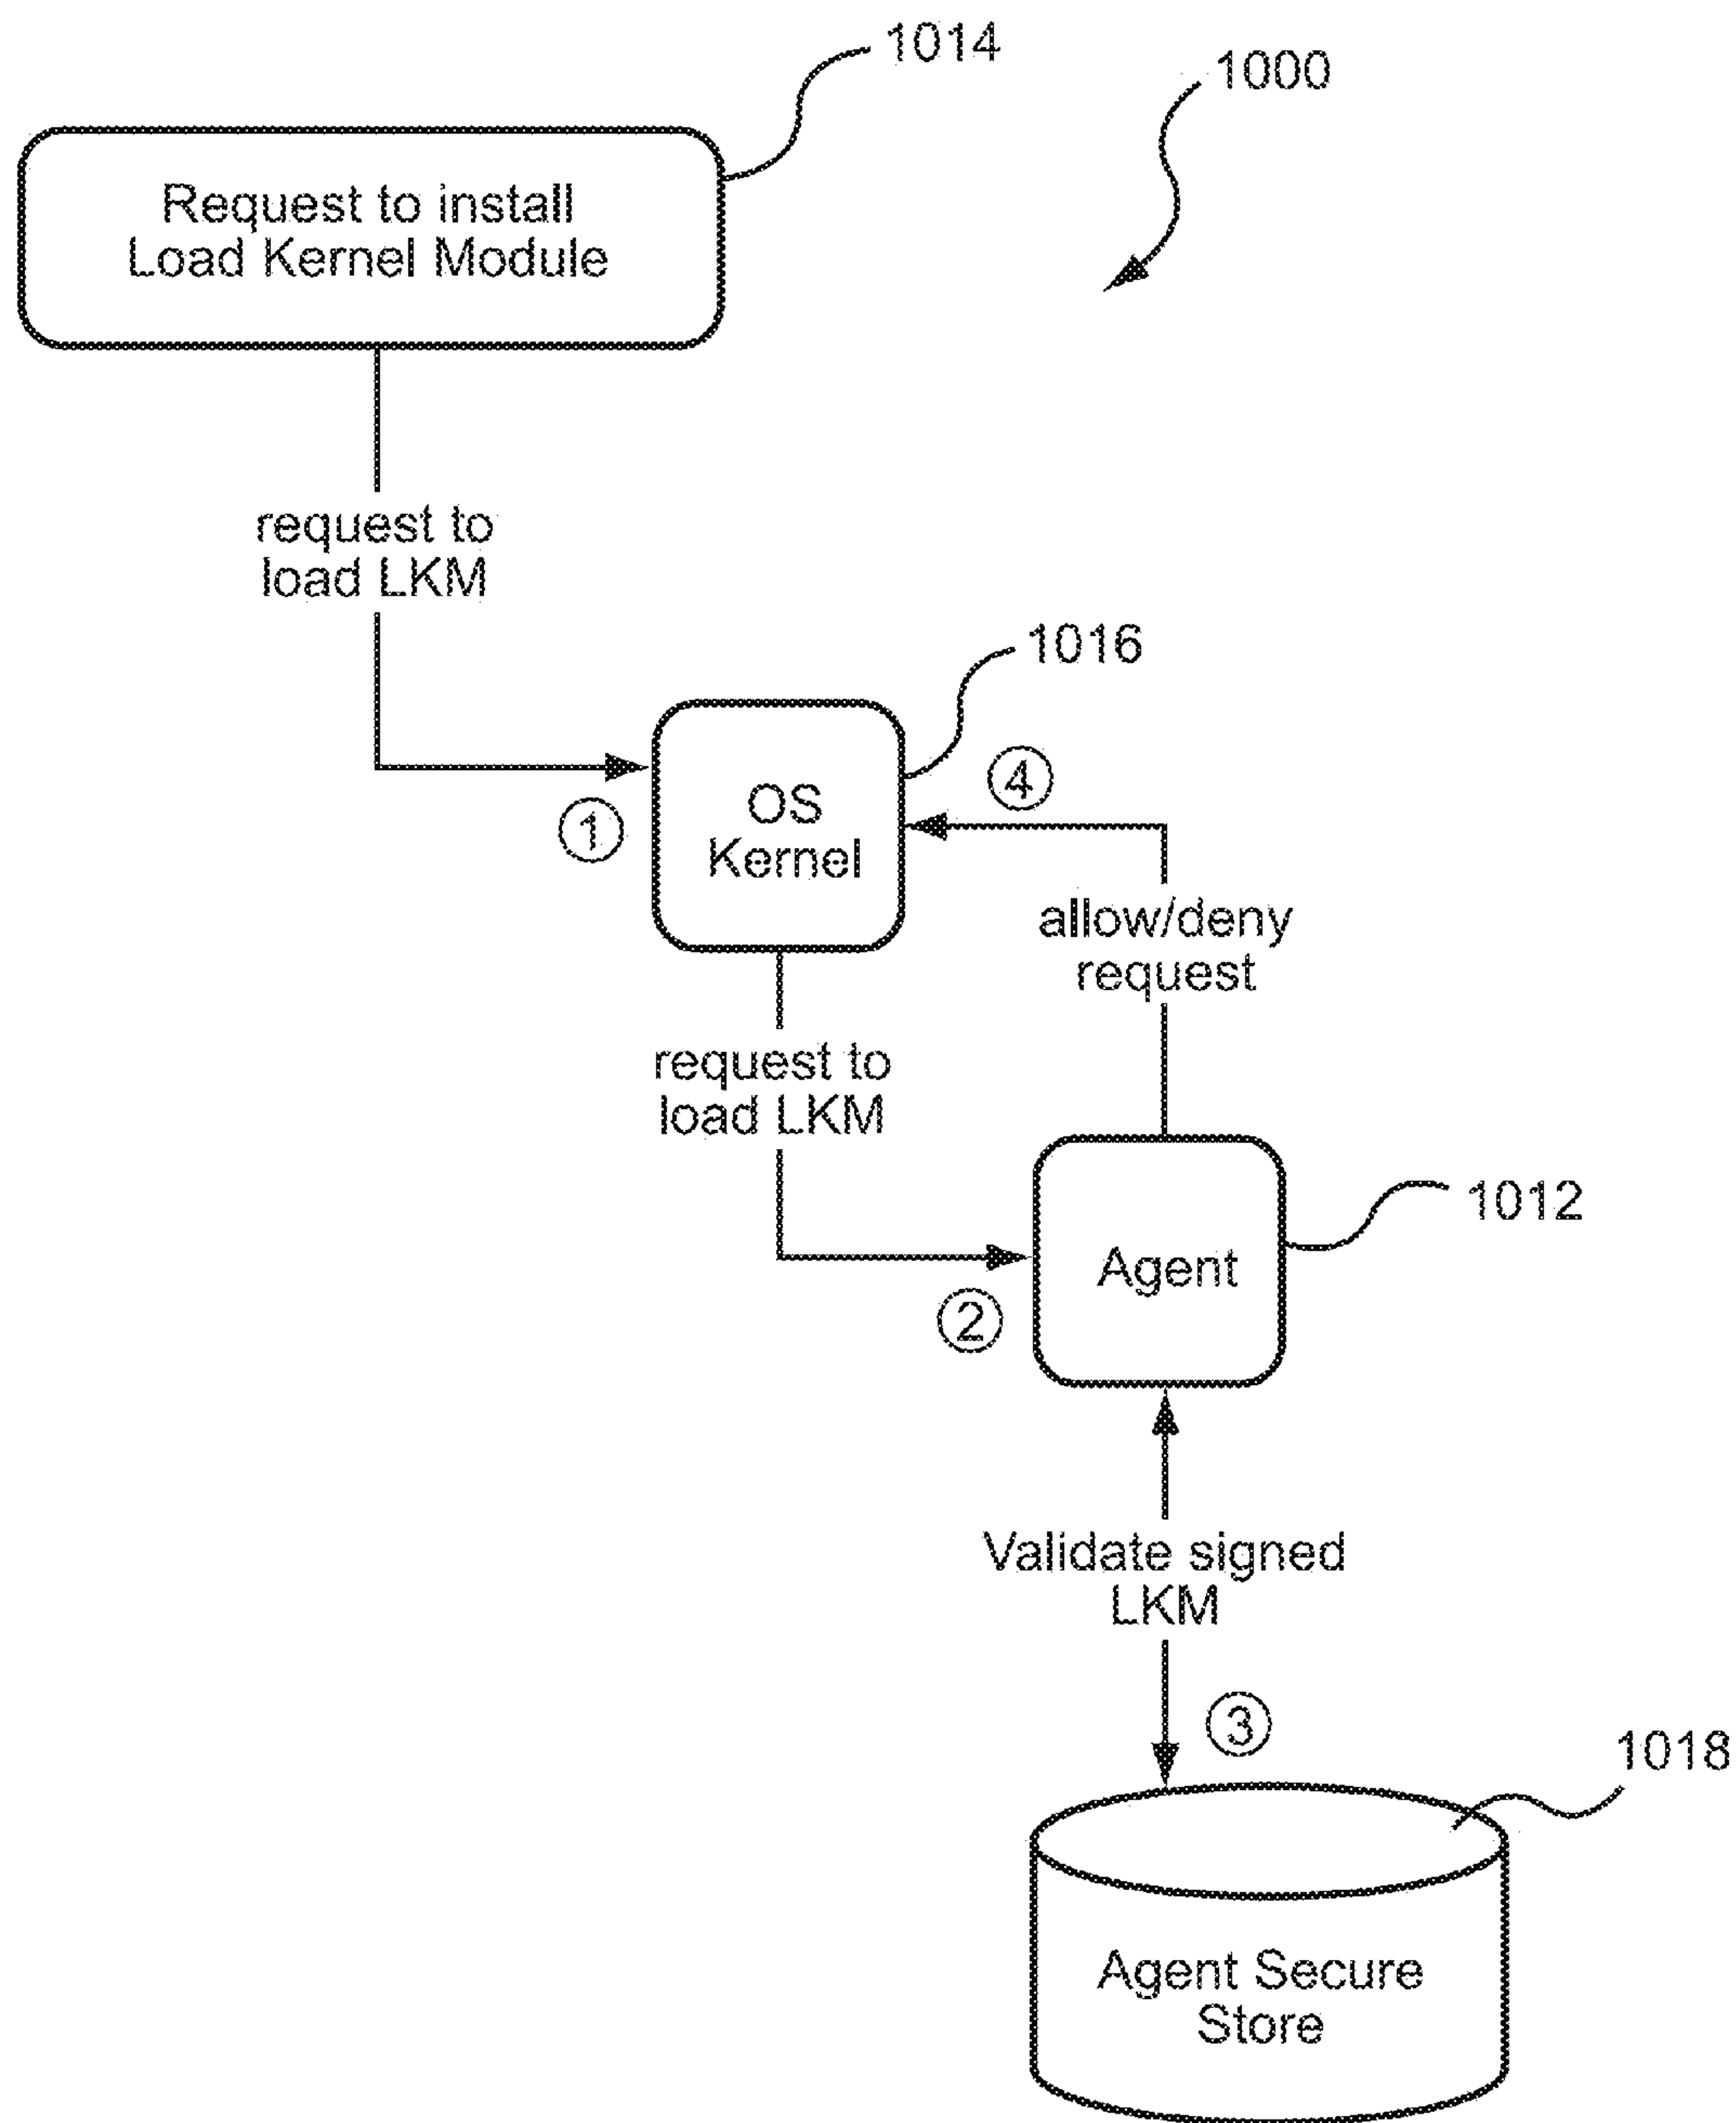 1014
1000
Request to install
Load Kernel Module
request to
load LKM
1016
OS
Kernel
1
4
allow/deny
request
request to
load LKM
1012
Agent
2
Validate signed
LKM
3
1018
Agent Secure
Store